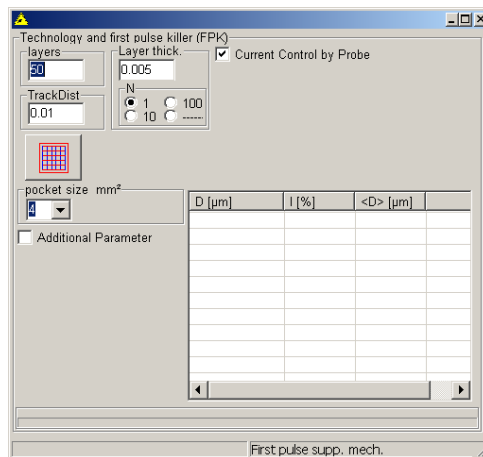 Technology and first pulse killer (FPK)
layers
50
Layer thick.
0.005
Current Control by Probe
TrackDist
0.01
N
1 100
10 -----
pocket size mm²
4
Additional Parameter
D [µm] I [%] <D> [µm]
First pulse supp. mech.